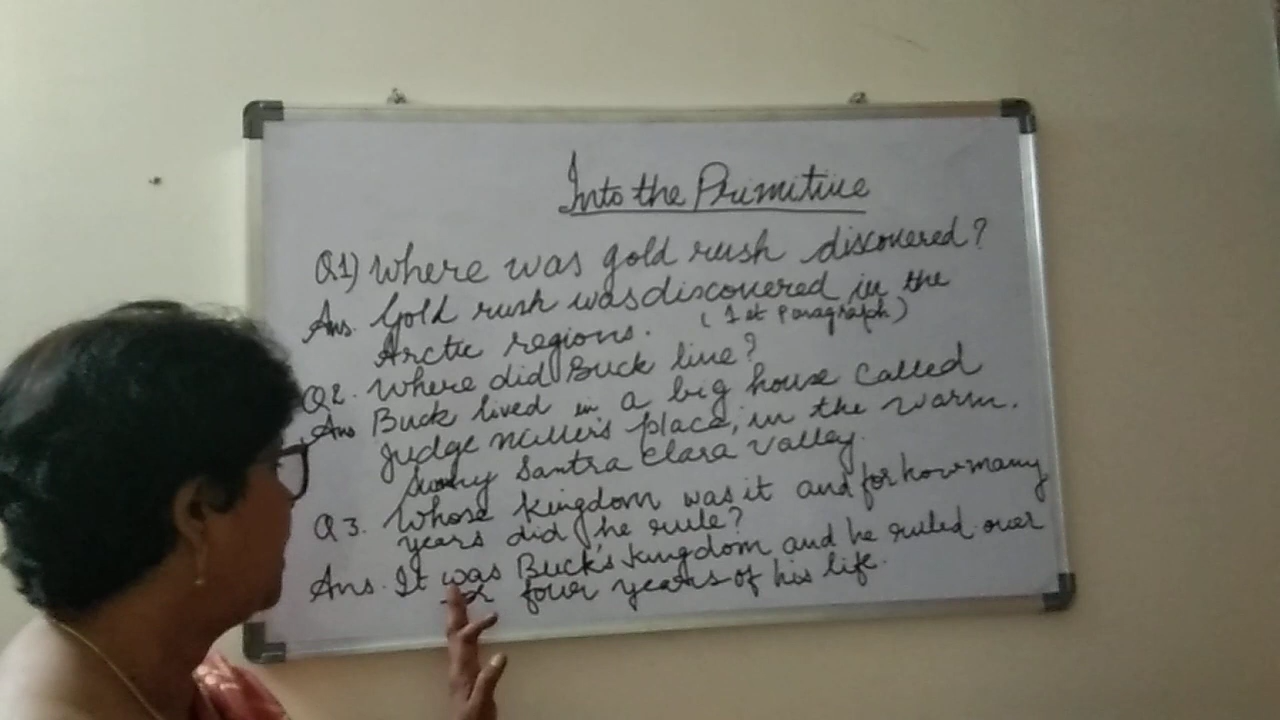 Into the Primitive
Q1) Where was gold rush discovered?
Ans. Gold rush was discovered in the
Arctic regions. (1st Paragraph)
Q2. Where did Buck live?
Ans Buck lived in a big house called
Judge Miller's place, in the warm.
Sunny Santra Clara Valley.
Q3. Whose kingdom was it and for how many
years did he rule?
Ans. It was Buck's kingdom and he ruled over
four years of his life.